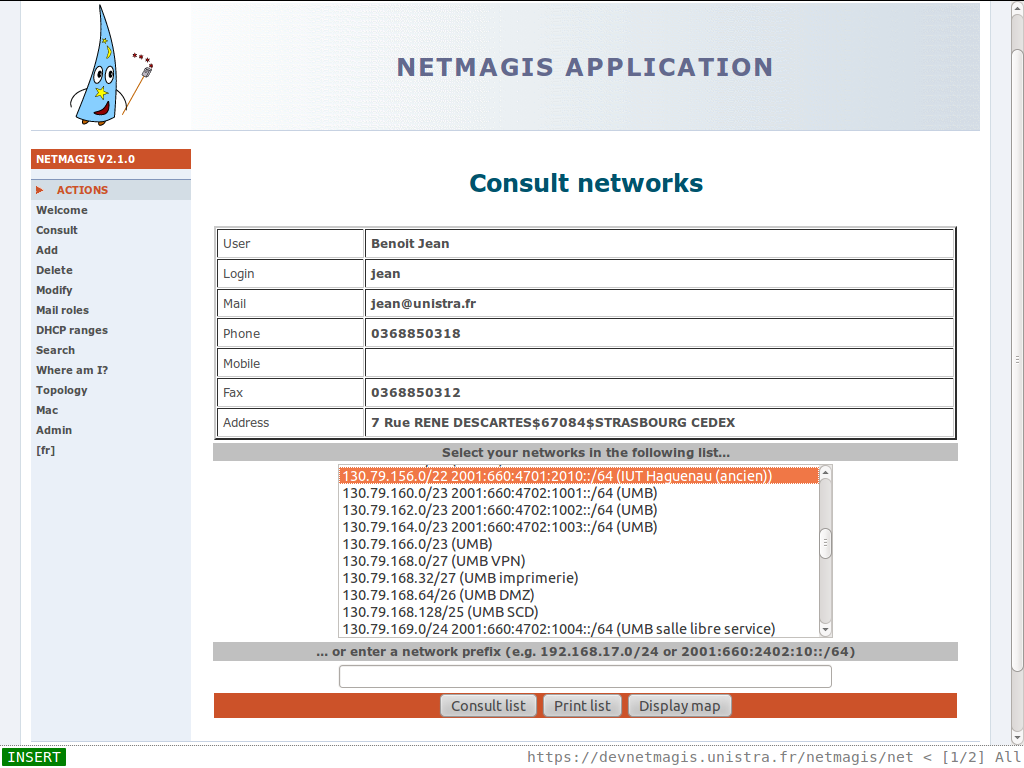 NETMAGIS APPLICATION
NETMAGIS V2.1.0
ACTIONS
Welcome
Consult
Add
Delete
Modify
Mail roles
DHCP ranges
Search
Where am I?
Topology
Mac
Admin
[fr]
Consult networks
User Benoit Jean
Login jean
Mail jean@unistra.fr
Phone 0368850318
Mobile
Fax 0368850312
Address 7 Rue RENE DESCARTES$67084$STRASBOURG CEDEX
Select your networks in the following list...
130.79.156.0/22 2001:660:4701:2010::/64 (IUT Haguenau (ancien))
130.79.160.0/23 2001:660:4702:1001::/64 (UMB)
130.79.162.0/23 2001:660:4702:1002::/64 (UMB)
130.79.164.0/23 2001:660:4702:1003::/64 (UMB)
130.79.166.0/23 (UMB)
130.79.168.0/27 (UMB VPN)
130.79.168.32/27 (UMB imprimerie)
130.79.168.64/26 (UMB DMZ)
130.79.168.128/25 (UMB SCD)
130.79.169.0/24 2001:660:4702:1004::/64 (UMB salle libre service)
... or enter a network prefix (e.g. 192.168.17.0/24 or 2001:660:2402:10::/64)
Consult list Print list Display map
INSERT https://devnetmagis.unistra.fr/netmagis/net < [1/2] All